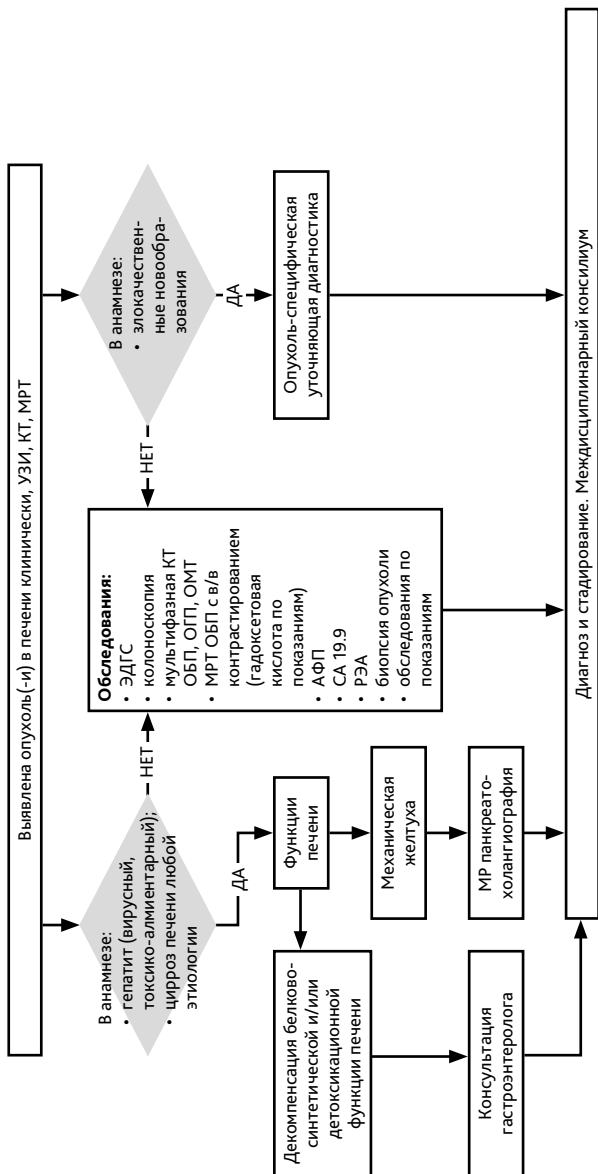 Выявлена опухоль(-и) в печени клинически, УЗИ, КТ, МРТ
В анамнезе:
• гепатит (вирусный,
токсико-алмиентарный);
• цирроз печени любой
этиологии
НЕТ
ДА
Обследования:
• ЭДГС
• колоноскопия
• мультифазная КТ
ОБП, ОГП, ОМТ
• МРТ ОБП с в/в
контрастированием
(гадоксетовая
кислота по
показаниям)
• АФП
• СА 19.9
• РЭА
• биопсия опухоли
• обследования по
показаниям
НЕТ
В анамнезе:
• злокачествен-
ные новообра-
зования
ДА
Опухоль-специфическая
уточняющая диагностика
Функции
печени
Механическая
желтуха
МР панкреато-
холангиография
Декомпенсация белково-
синтетической и/или
детоксикационной
функции печени
Консультация
гастроэнтеролога
Диагноз и стадирование. Междисциплинарный консилиум